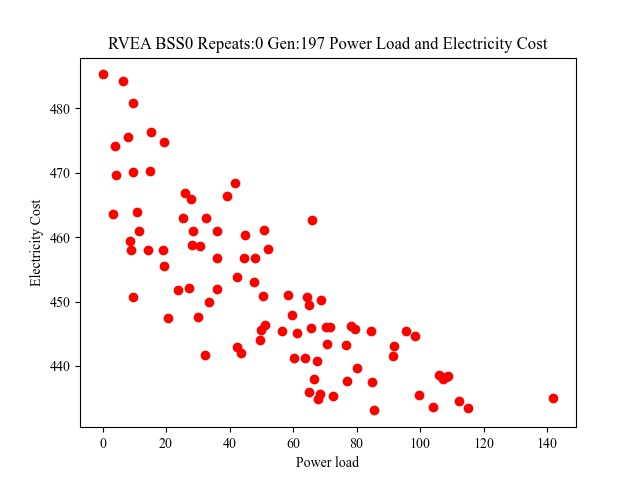 RVEA BSS0 Repeats:0 Gen:197 Power Load and Electricity Cost
Electricity Cost
480
470
460
450
440
0 20 40 60 80 100 120 140
Power load